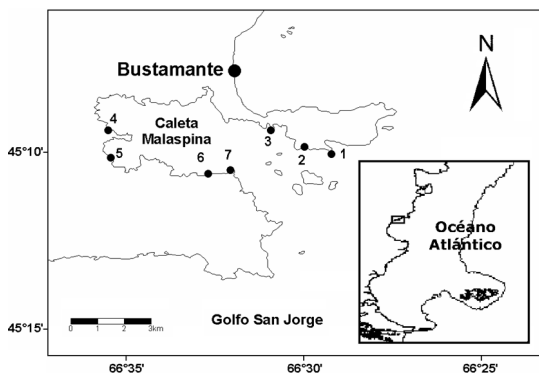 N
Bustamante
4
Caleta
Malaspina
3
45°10'
2
1
5
6
7
Océano
Atlántico
0 1 2 3km
Golfo San Jorge
45°15'
66°35' 66°30' 66°25'